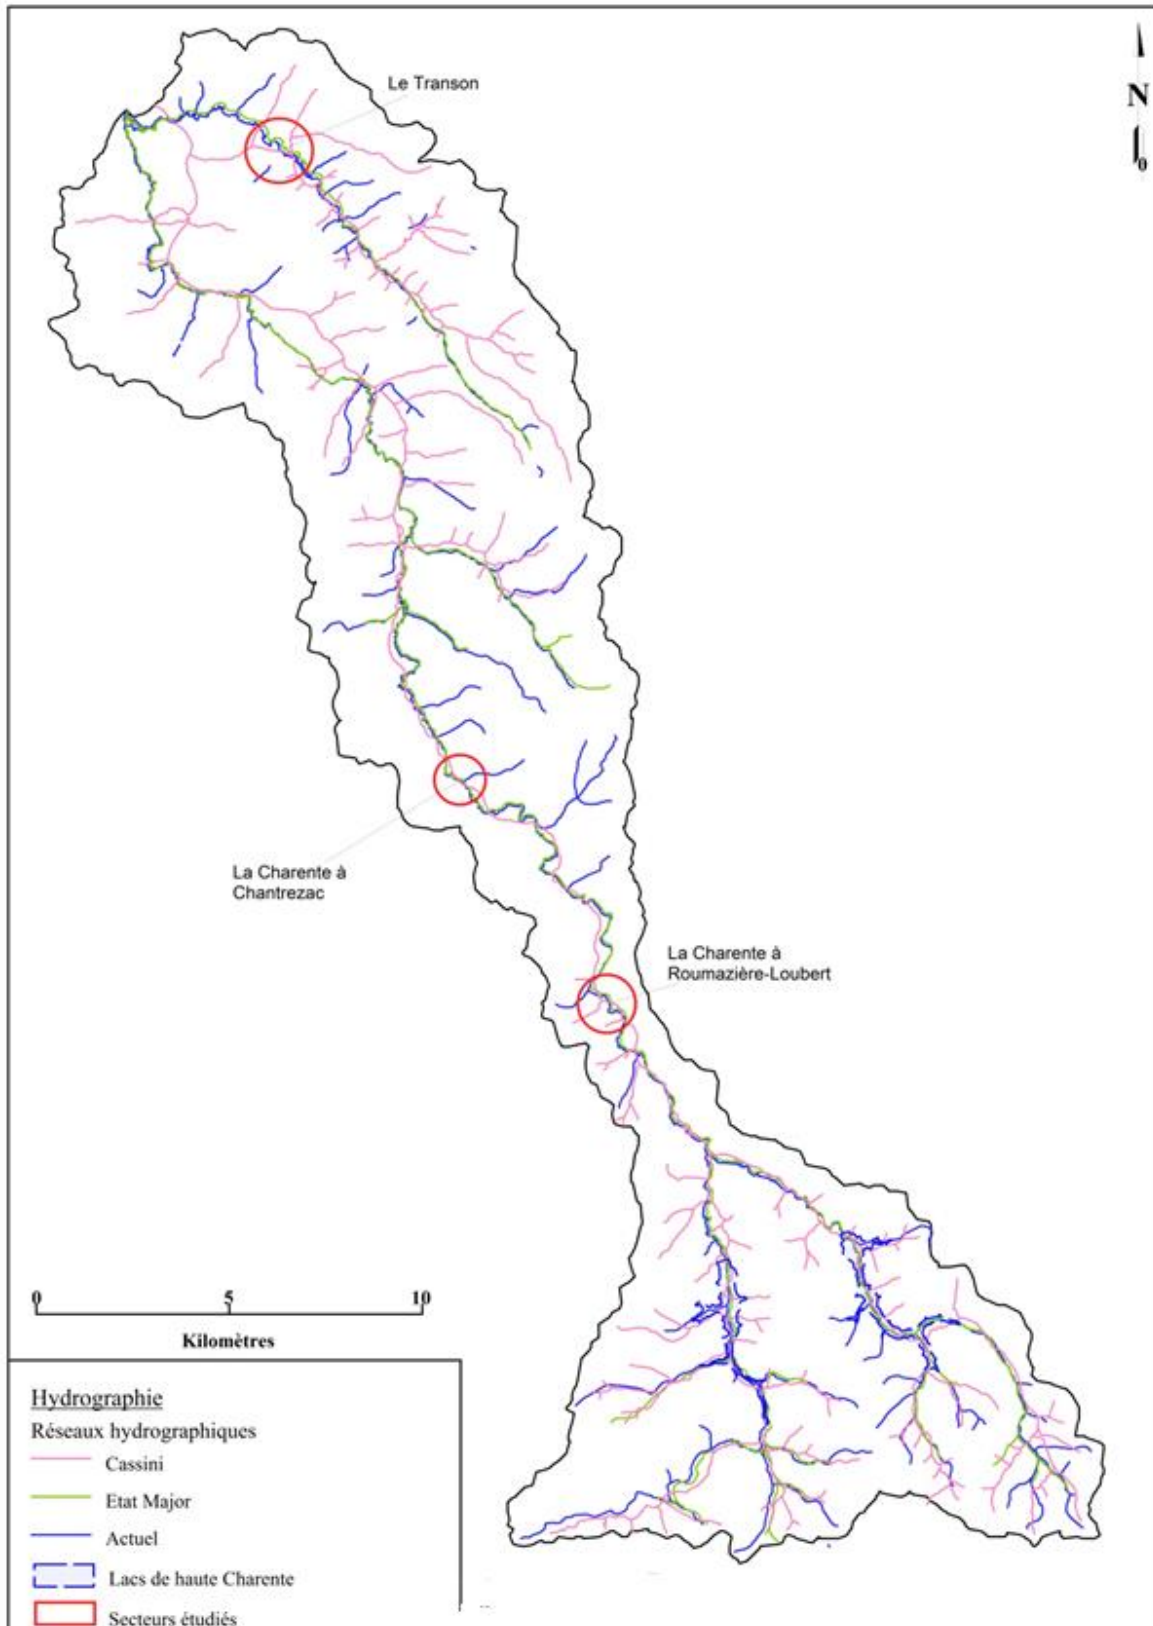 Le Transon
N
0
La Charente à
Chantrezac
La Charente à
Roumazière-Loubert
0 5 10
Kilomètres
Hydrographie
Réseaux hydrographiques
Cassini
Etat Major
Actuel
Lacs de haute Charente
Secteurs étudiés